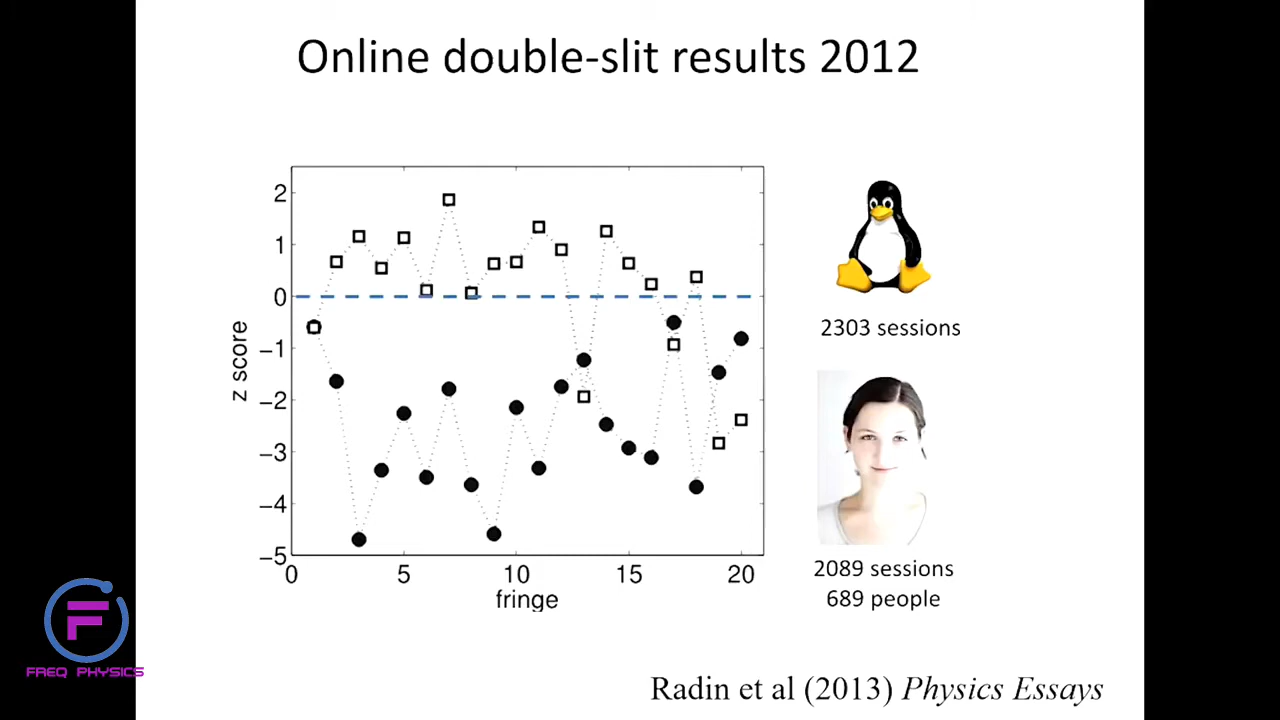 Online double-slit results 2012
2
1
0
−1
−2
−3
−4
−5
z score
0 5 10 15 20
fringe
2303 sessions
2089 sessions
689 people
F
FREQ PHYSICS
Radin et al (2013) Physics Essays